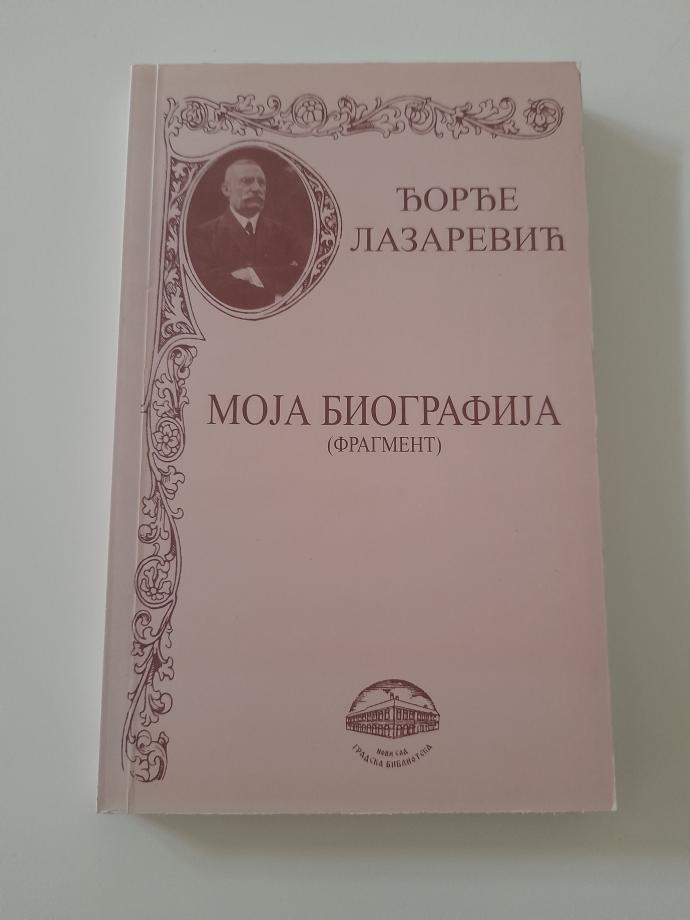 ЂОРЂЕ
ЛАЗАРЕВИЋ
МОЈА БИОГРАФИЈА
(ФРАГМЕНТ)
НОВИ САД
ГРАДСКА БИБЛИОТЕКА